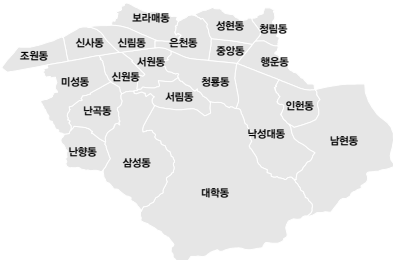 보라매동
성현동
청림동
신사동
신림동
은천동
중앙동
조원동
서원동
행운동
미성동
신원동
청룡동
서림동
인헌동
난곡동
낙성대동
남현동
난향동
삼성동
대학동